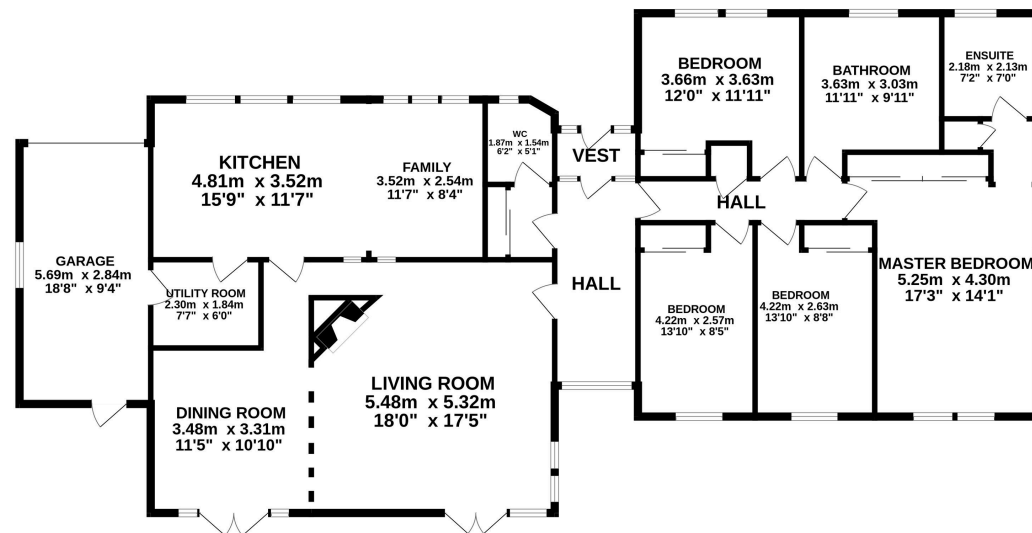 KITCHEN
4.81m x 3.52m
15'9" x 11'7"
FAMILY
3.52m x 2.54m
11'7" x 8'4"
WC
1.87m x 1.54m
6'2" x 5'1"
VEST
BEDROOM
3.66m x 3.63m
12'0" x 11'11"
BATHROOM
3.63m x 3.03m
11'11" x 9'11"
ENSUITE
2.18m x 2.13m
7'2" x 7'0"
HALL
GARAGE
5.69m x 2.84m
18'8" x 9'4"
UTILITY ROOM
2.30m x 1.84m
7'7" x 6'0"
HALL
MASTER BEDROOM
5.25m x 4.30m
17'3" x 14'1"
BEDROOM
4.22m x 2.57m
13'10" x 8'5"
BEDROOM
4.22m x 2.63m
13'10" x 8'8"
DINING ROOM
3.48m x 3.31m
11'5" x 10'10"
LIVING ROOM
5.48m x 5.32m
18'0" x 17'5"